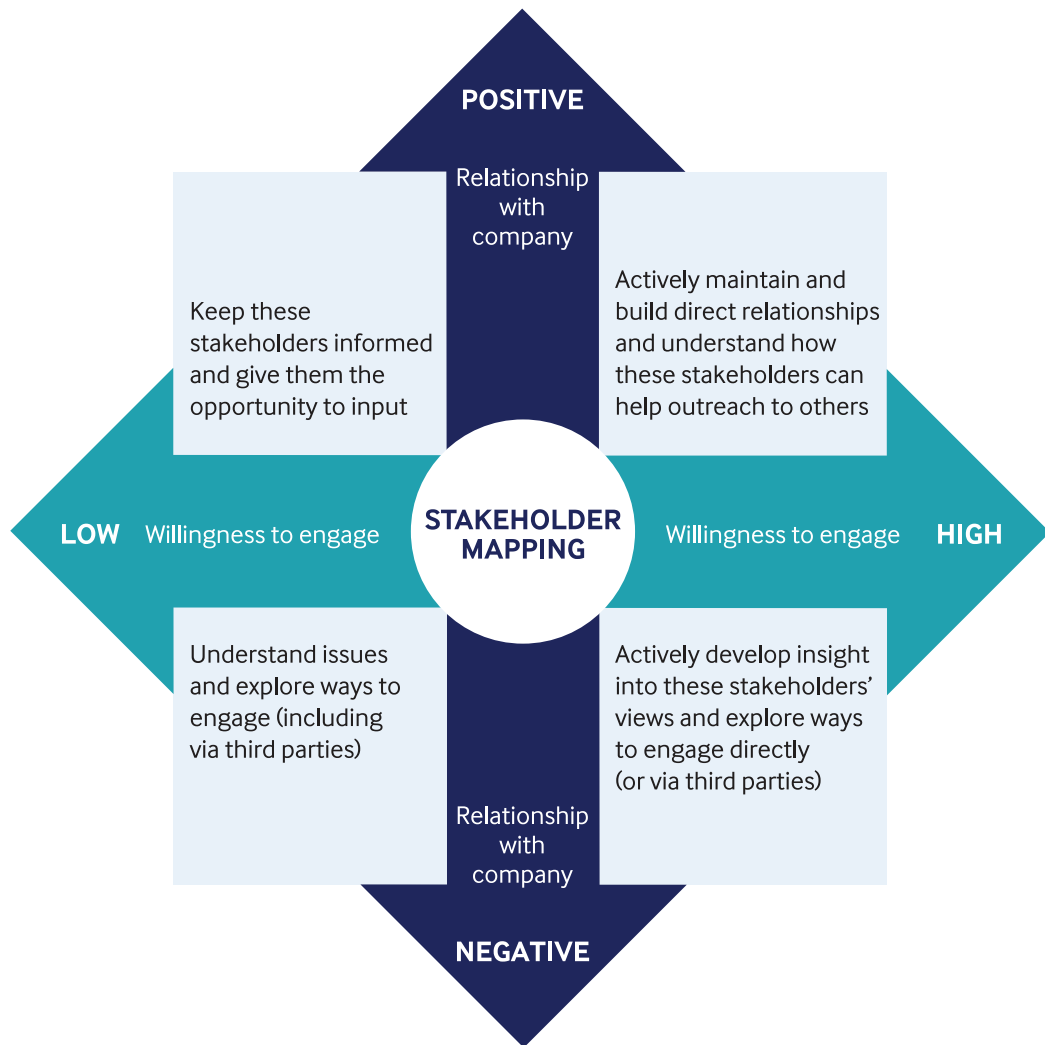 POSITIVE
Relationship
with
company
Keep these
stakeholders informed
and give them the
opportunity to input
Actively maintain and
build direct relationships
and understand how
these stakeholders can
help outreach to others
LOW
Willingness to engage
STAKEHOLDER
MAPPING
Willingness to engage
HIGH
Understand issues
and explore ways to
engage (including
via third parties)
Actively develop insight
into these stakeholders’
views and explore ways
to engage directly
(or via third parties)
Relationship
with
company
NEGATIVE